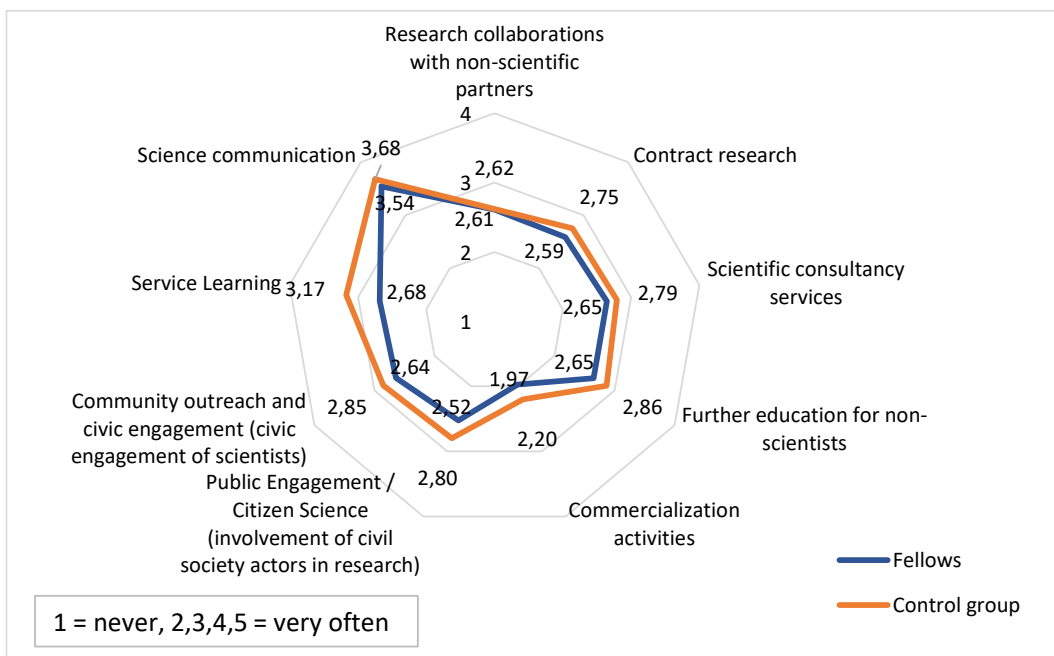 Research collaborations
with non-scientific
partners
4
3,68
Science communication
Contract research
2,62
3
2,75
3,54
2,61
2
2,59
Service Learning
3,17
2,68
Scientific consultancy
services
2,65
2,79
1
2,64
1,97
2,65
2,52
2,85
2,86
Community outreach and
civic engagement (civic
engagement of scientists)
Further education for non-
scientists
2,20
2,80
Public Engagement /
Citizen Science
(involvement of civil
society actors in research)
Commercialization
activities
Fellows
Control group
1 = never, 2,3,4,5 = very often